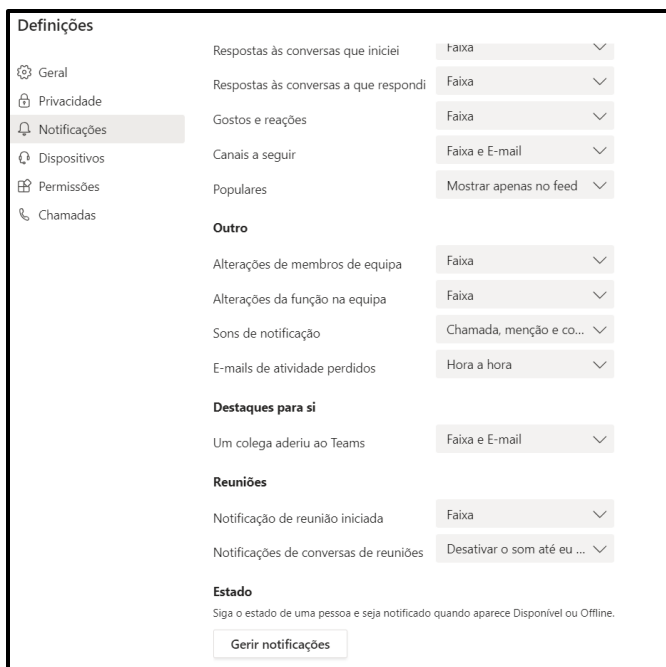 Definições
Geral
Privacidade
Notificações
Dispositivos
Permissões
Chamadas
Respostas às conversas que iniciei Faixa
Respostas às conversas a que respondi Faixa
Gostos e reações Faixa
Canais a seguir Faixa e E-mail
Populares Mostrar apenas no feed
Outro
Alterações de membros de equipa Faixa
Alterações da função na equipa Faixa
Sons de notificação Chamada, menção e co...
E-mails de atividade perdidos Hora a hora
Destaques para si
Um colega aderiu ao Teams Faixa e E-mail
Reuniões
Notificação de reunião iniciada Faixa
Notificações de conversas de reuniões Desativar o som até eu ...
Estado
Siga o estado de uma pessoa e seja notificado quando aparece Disponível ou Offline.
Gerir notificações